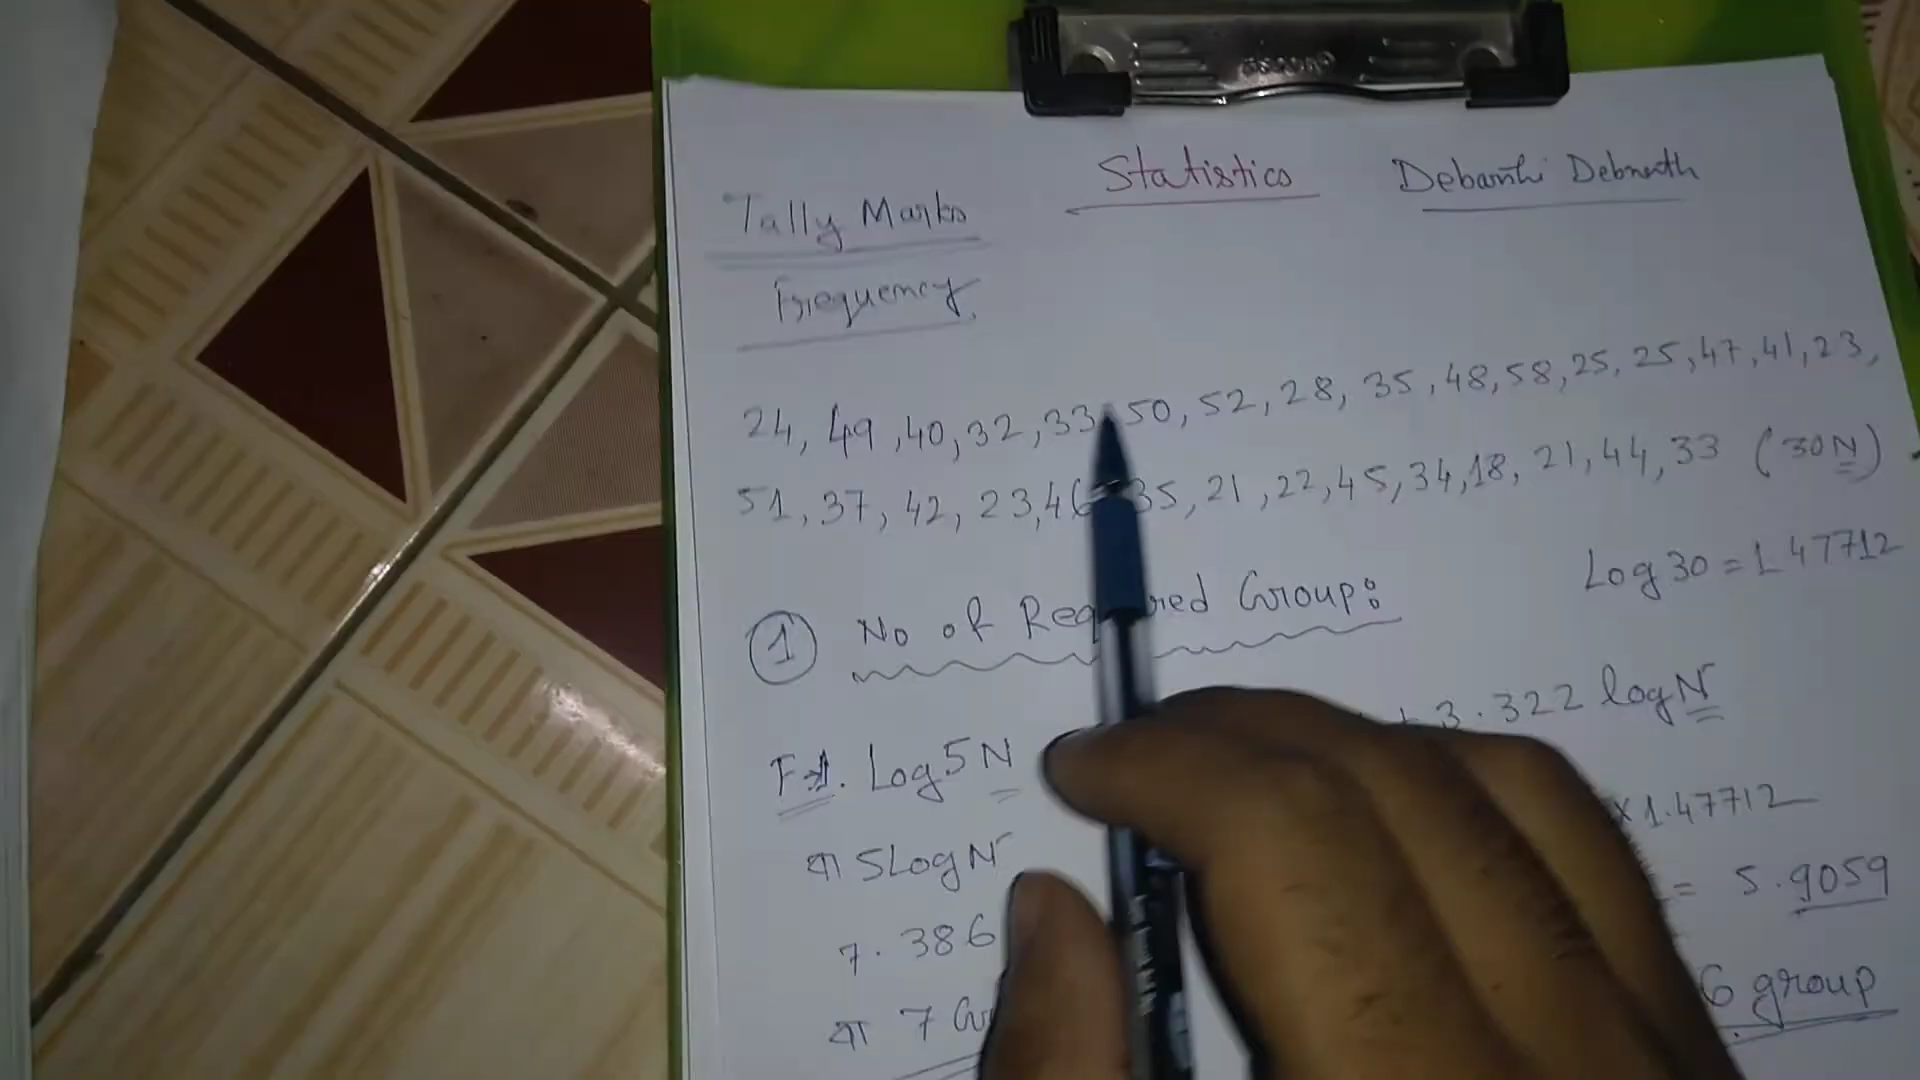 Statistics
Tally Marks
Frequency
24, 49, 40, 32, 33, 50, 52, 28, 35, 48, 58, 25, 25, 47, 41, 23,
51, 37, 42, 23, 46, 35, 21, 22, 45, 34, 18, 21, 44, 33 (30N)
Log 30 = 1.47712
1 No of Required Group:
F-1. Log 5 N
+ 3.322 log N
বা 5 Log N
× 1.47712
7.386
= 5.9059
বা 7
6 group